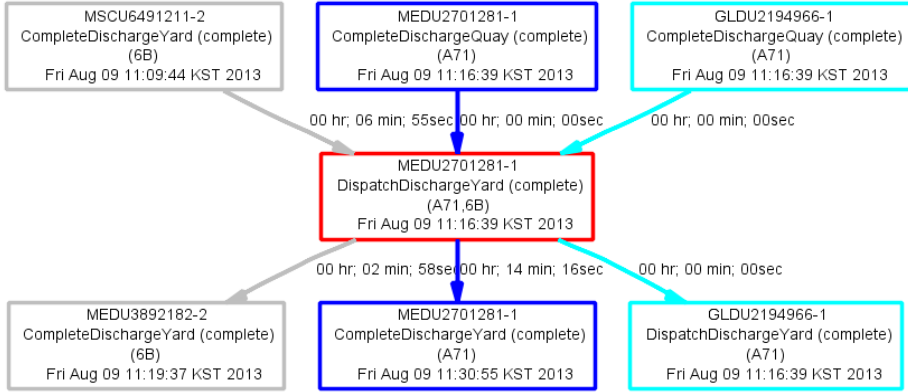 MSCU6491211-2
CompleteDischargeYard (complete)
(6B)
Fri Aug 09 11:09:44 KST 2013
MEDU2701281-1
CompleteDischargeQuay (complete)
(A71)
Fri Aug 09 11:16:39 KST 2013
GLDU2194966-1
CompleteDischargeQuay (complete)
(A71)
Fri Aug 09 11:16:39 KST 2013
00 hr; 06 min; 55sec
00 hr; 00 min; 00sec
00 hr; 00 min; 00sec
MEDU2701281-1
DispatchDischargeYard (complete)
(A71,6B)
Fri Aug 09 11:16:39 KST 2013
00 hr; 02 min; 58sec
00 hr; 14 min; 16sec
00 hr; 00 min; 00sec
MEDU3892182-2
CompleteDischargeYard (complete)
(6B)
Fri Aug 09 11:19:37 KST 2013
MEDU2701281-1
CompleteDischargeYard (complete)
(A71)
Fri Aug 09 11:30:55 KST 2013
GLDU2194966-1
DispatchDischargeYard (complete)
(A71)
Fri Aug 09 11:16:39 KST 2013